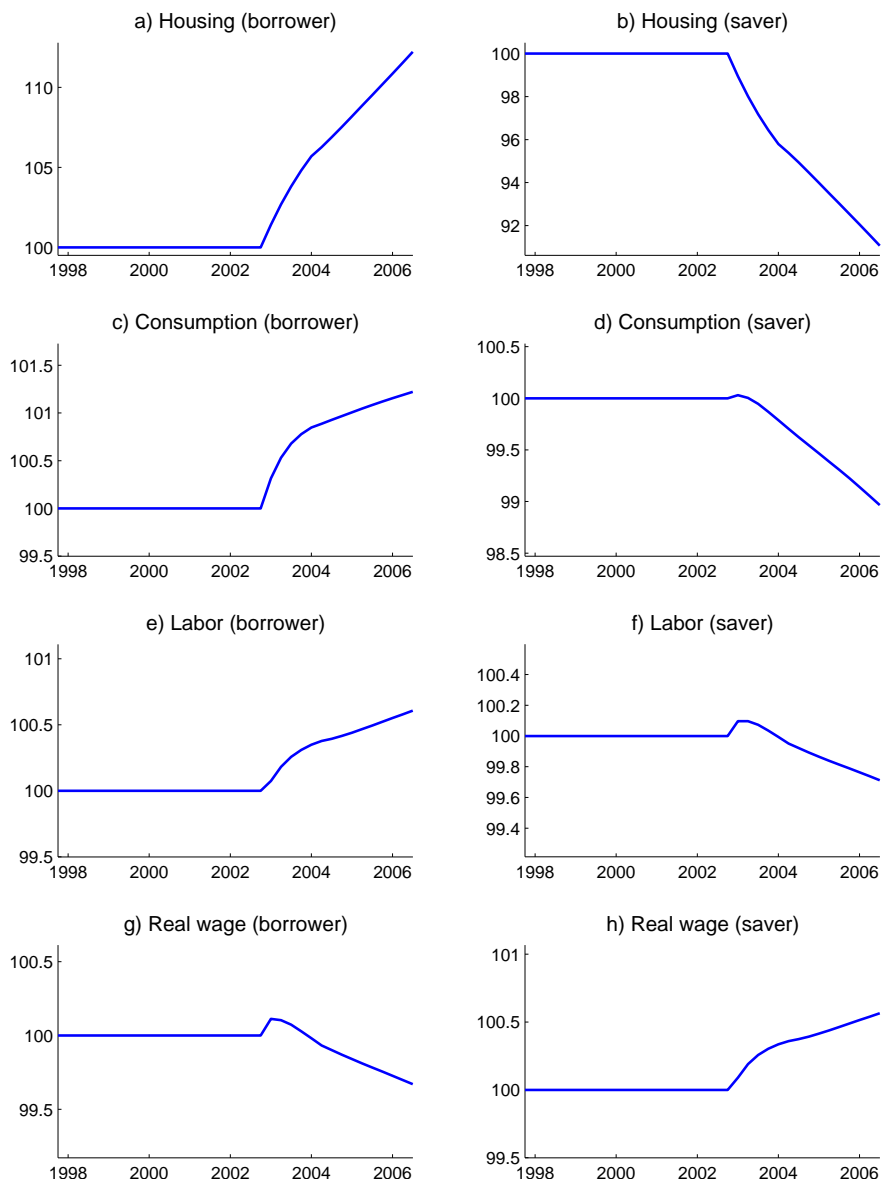 a) Housing (borrower)
110
105
100
1998 2000 2002 2004 2006
b) Housing (saver)
100
98
96
94
92
1998 2000 2002 2004 2006
c) Consumption (borrower)
101.5
101
100.5
100
99.5
1998 2000 2002 2004 2006
d) Consumption (saver)
100.5
100
99.5
99
98.5
1998 2000 2002 2004 2006
e) Labor (borrower)
101
100.5
100
99.5
1998 2000 2002 2004 2006
f) Labor (saver)
100.4
100.2
100
99.8
99.6
99.4
1998 2000 2002 2004 2006
g) Real wage (borrower)
100.5
100
99.5
1998 2000 2002 2004 2006
h) Real wage (saver)
101
100.5
100
99.5
1998 2000 2002 2004 2006